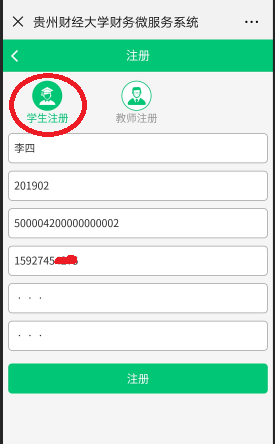 贵州财经大学财务微服务系统
注册
学生注册
教师注册
李四
201902
500004200000000002
15927454
· · ·
· · ·
注册